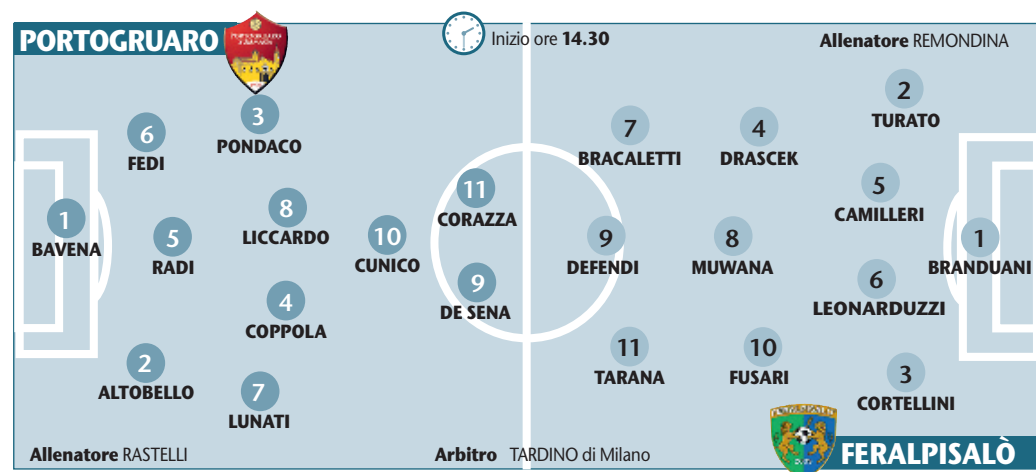 PORTOGRUARO
Inizio ore 14.30
Allenatore REMONDINA
1
BAVENA
6
FEDI
5
RADI
2
ALTOBELLO
3
PONDACO
8
LICCARDO
4
COPPOLA
7
LUNATI
10
CUNICO
11
CORAZZA
9
DE SENA
7
BRACALETTI
9
DEFENDI
11
TARANA
4
DRASCEK
8
MUWANA
10
FUSARI
2
TURATO
5
CAMILLERI
6
LEONARDUZZI
3
CORTELLINI
1
BRANDUANI
Allenatore RASTELLI
Arbitro TARDINO di Milano
FERALPISALÒ